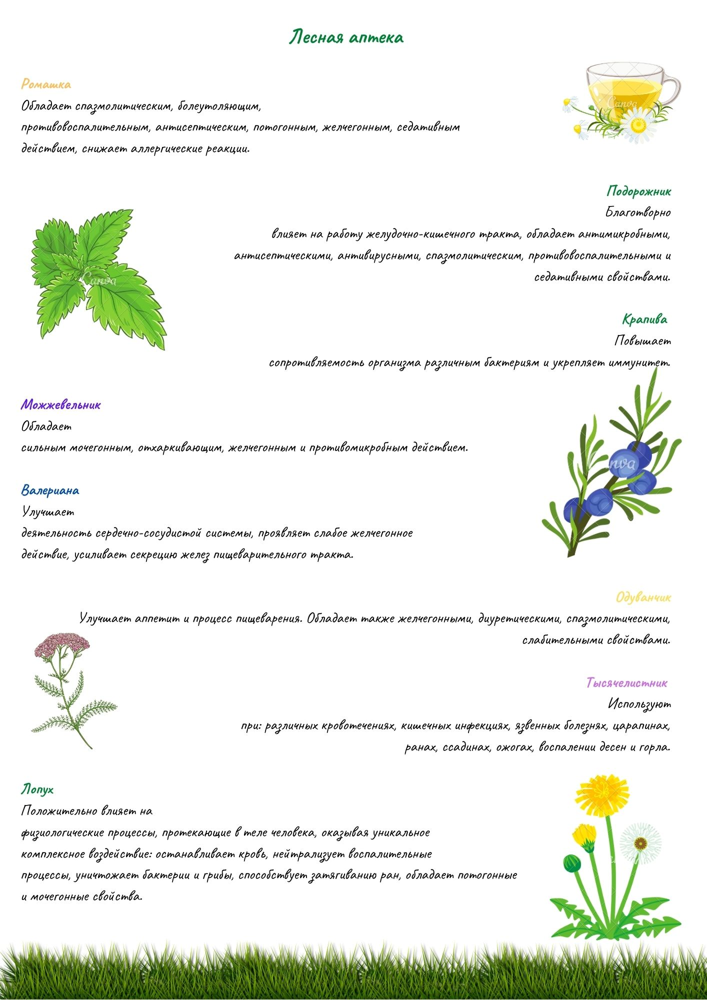 Лесная аптека
Ромашка
Обладает спазмолитическим, болеутоляющим,
противовоспалительным, антисептическим, потогонным, желчегонным, седативным
действием, снижает аллергические реакции.
Canva
Подорожник
Благотворно
влияет на работу желудочно-кишечного тракта, обладает антимикробными,
антисептическими, антивирусными, спазмолитическим, противовоспалительными и
седативными свойствами.
Canva
Крапива
Повышает
сопротивляемость организма различным бактериям и укрепляет иммунитет.
Можжевельник
Обладает
сильным мочегонным, отхаркивающим, желчегонным и противомикробным действием.
Canva
Валериана
Улучшает
деятельность сердечно-сосудистой системы, проявляет слабое желчегонное
действие, усиливает секрецию желез пищеварительного тракта.
Одуванчик
Улучшает аппетит и процесс пищеварения. Обладает также желчегонными, диуретическими, спазмолитическими,
слабительными свойствами.
Тысячелистник
Используют
при: различных кровотечениях, кишечных инфекциях, язвенных болезнях, царапинах,
ранах, ссадинах, ожогах, воспалении десен и горла.
Лопух
Положительно влияет на
физиологические процессы, протекающие в теле человека, оказывая уникальное
комплексное воздействие: останавливает кровь, нейтрализует воспалительные
процессы, уничтожает бактерии и грибы, способствует затягиванию ран, обладает потогонные
и мочегонные свойства.